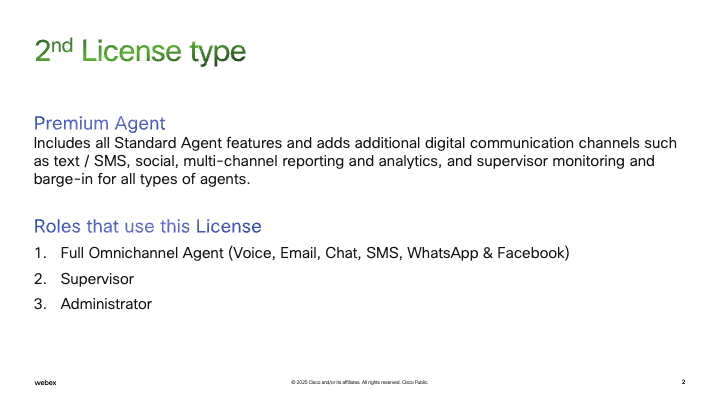 2nd License type
Premium Agent
Includes all Standard Agent features and adds additional digital communication channels such
as text / SMS, social, multi-channel reporting and analytics, and supervisor monitoring and
barge-in for all types of agents.
Roles that use this License
1. Full Omnichannel Agent (Voice, Email, Chat, SMS, WhatsApp & Facebook)
2. Supervisor
3. Administrator
webex
© 2025 Cisco and/or its affiliates. All rights reserved. Cisco Public.
2